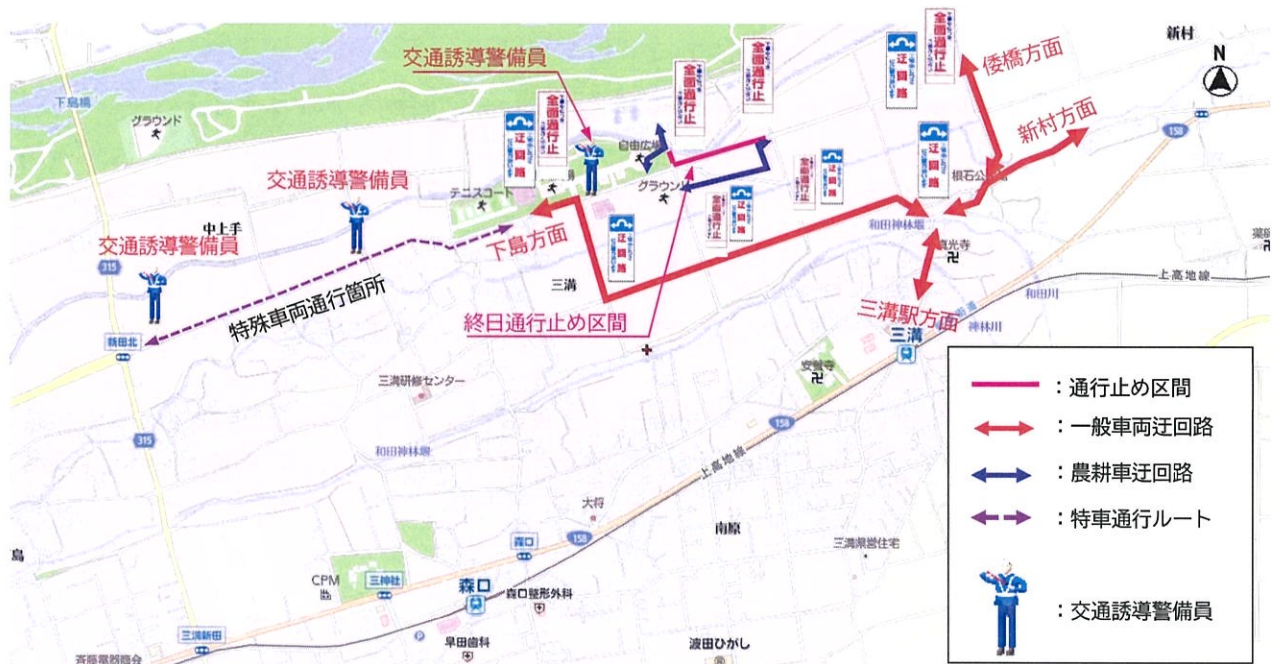 新村
N
倭橋方面
新村方面
158
交通誘導警備員
全面通行止
全面通行止
全面通行止
迂回路
下島橋
グラウンド
全面通行止
迂回路
自由広場
迂回路
根石公
テニスコート
グラウンド
全面通行止
迂回路
交通誘導警備員
中上手
下島方面
迂回路
全面通行止
迂回路
和田神林堰
真光寺
上高地線
交通誘導警備員
315
特殊車両通行箇所
三溝
和田川
三溝駅方面
神林川
終日通行止め区間
三溝
新田北
三溝研修センター
安養寺
315
158
和田神林堰
上高地線
大将
南原
森口
158
三溝県営住宅
島
CPM
三神社
森口
森口整形外科
三溝新田
P
早田歯科
波田ひがし
斉藤電器商会
:通行止め区間
:一般車両迂回路
:農耕車迂回路
:特車通行ルート
:交通誘導警備員